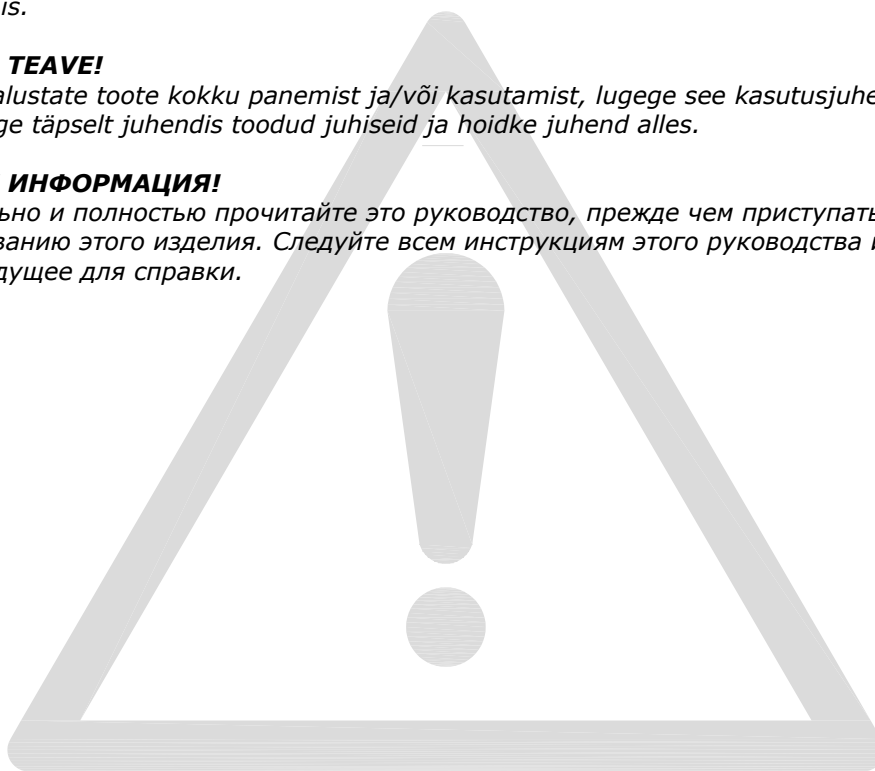 is.
TEAVE!
alustate toote kokku panemist ja/või kasutamist, lugege see kasutusjuhe
ge täpselt juhendis toodud juhiseid ja hoidke juhend alles.
ИНФОРМАЦИЯ!
ьно и полностью прочитайте это руководство, прежде чем приступать
ванию этого изделия. Следуйте всем инструкциям этого руководства и
дущее для справки.